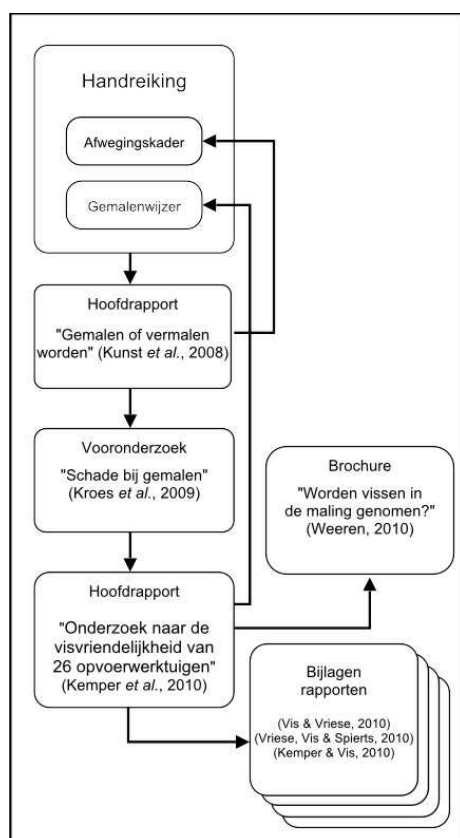 Handreiking
Afwegingskader
Gemalenwijzer
Hoofdrapport
"Gemalen of vermalen
worden" (Kunst et al., 2008)
Vooronderzoek
"Schade bij gemalen"
(Kroes et al., 2009)
Brochure
"Worden vissen in
de maling genomen?"
(Weeren, 2010)
Hoofdrapport
"Onderzoek naar de
visvriendelijkheid van
26 opvoerwerktuigen"
(Kemper et al., 2010)
Bijlagen
rapporten
(Vis & Vriese, 2010)
(Vriese, Vis & Spierts, 2010)
(Kemper & Vis, 2010)